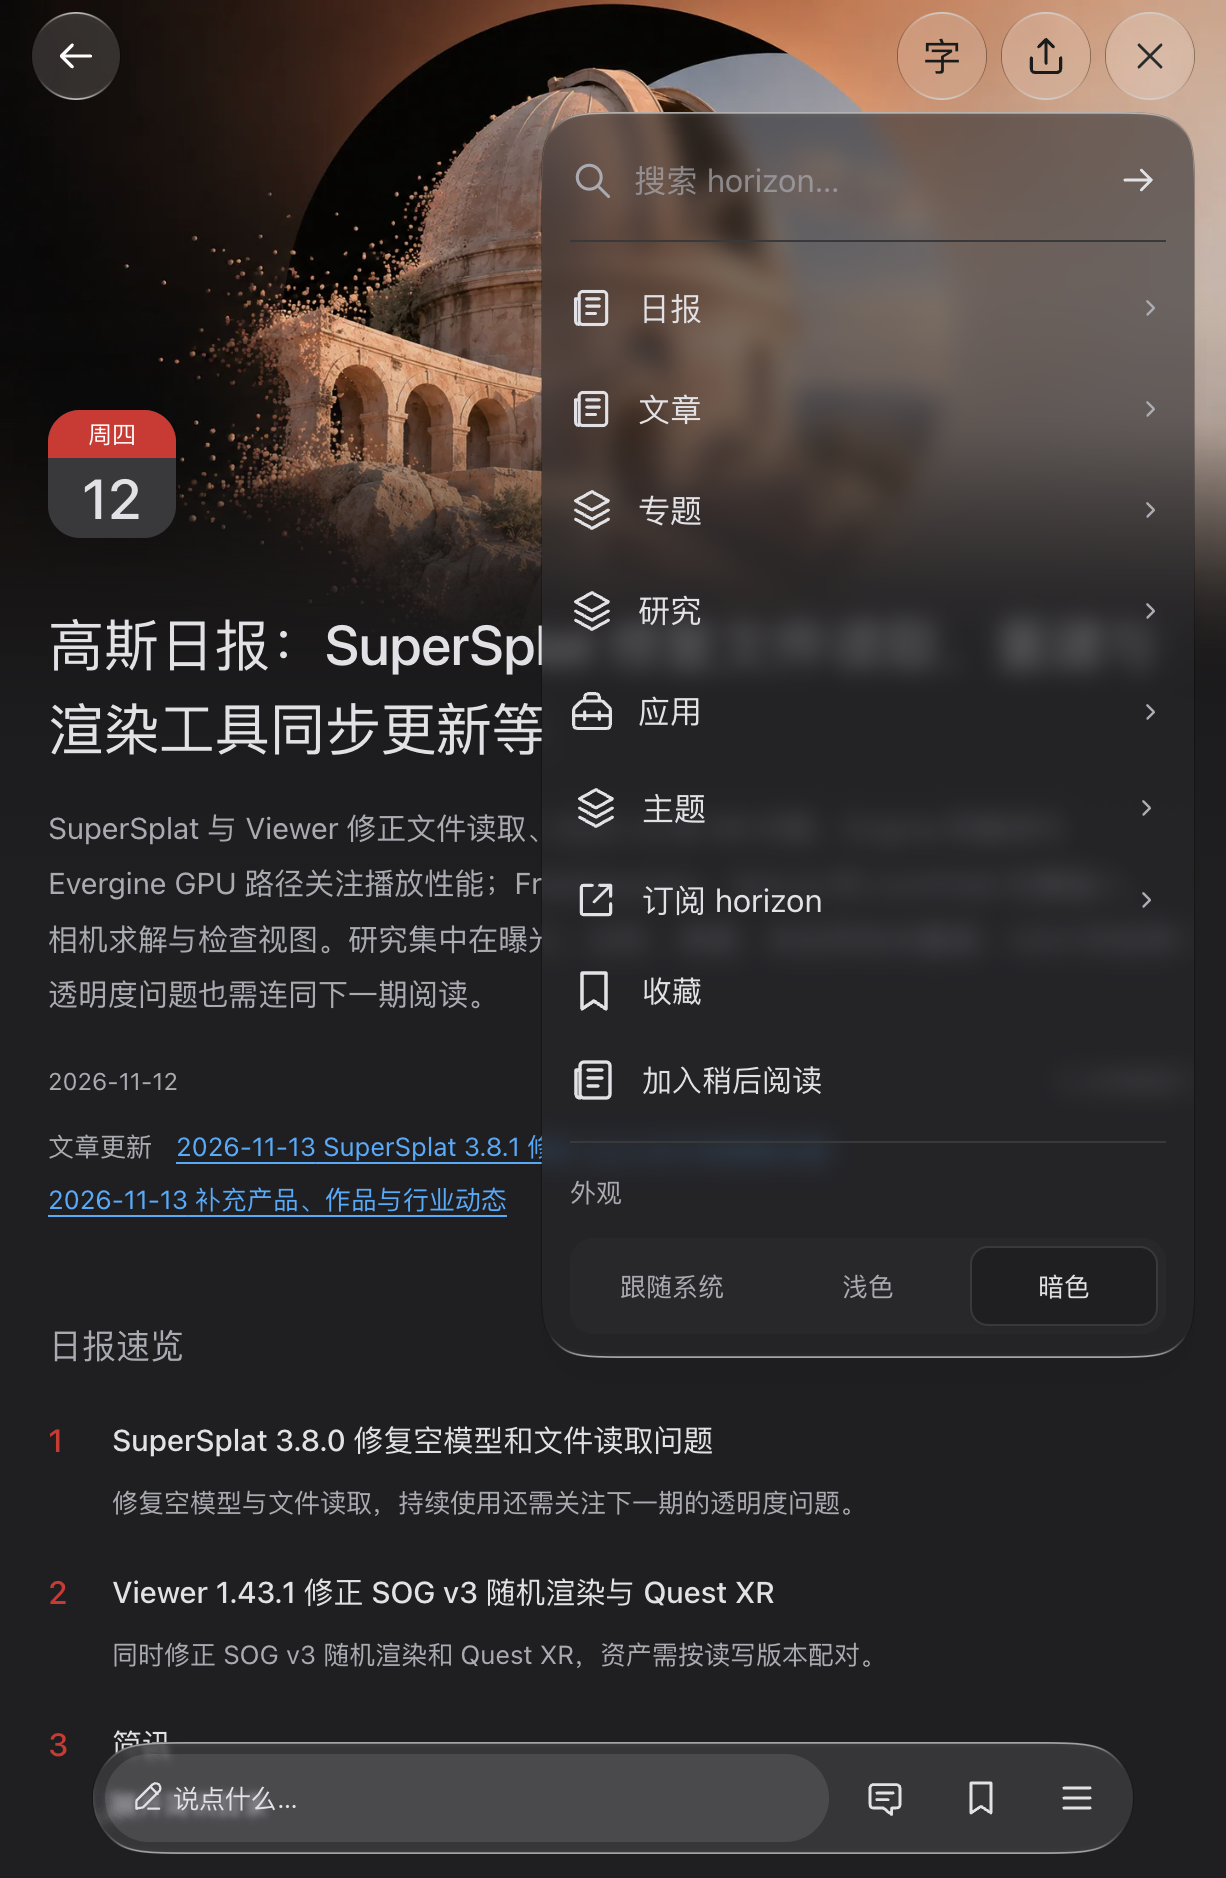 字
搜索 horizon...
日报
文章
专题
研究
应用
主题
订阅 horizon
收藏
加入稍后阅读
外观
跟随系统 浅色 暗色
周四
12
高斯日报：SuperSpl
渲染工具同步更新等
SuperSplat 与 Viewer 修正文件读取、
Evergine GPU 路径关注播放性能；Fr
相机求解与检查视图。研究集中在曝光
透明度问题也需连同下一期阅读。
2026-11-12
文章更新 2026-11-13 SuperSplat 3.8.1 修
2026-11-13 补充产品、作品与行业动态
日报速览
1 SuperSplat 3.8.0 修复空模型和文件读取问题
修复空模型与文件读取，持续使用还需关注下一期的透明度问题。
2 Viewer 1.43.1 修正 SOG v3 随机渲染与 Quest XR
同时修正 SOG v3 随机渲染和 Quest XR，资产需按读写版本配对。
3 简讯
说点什么...